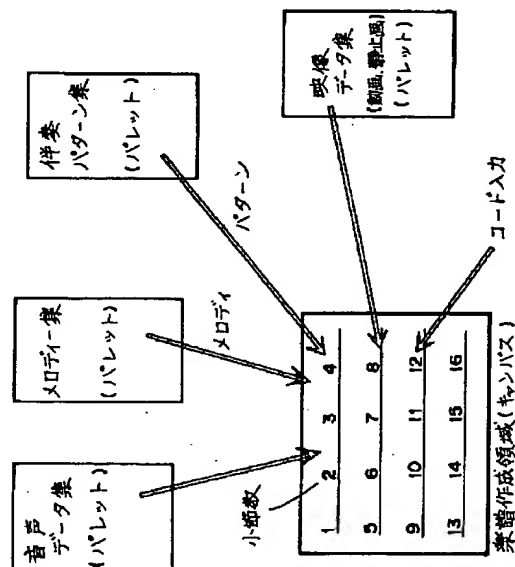 音声
データ集
(パレット)
メロディー集
(パレット)
伴奏
パターン集
(パレット)
映像
データ集
(動画、静止画)
(パレット)
メロディ
パターン
コード入力
小節数
1 2 3 4
5 6 7 8
9 10 11 12
13 14 15 16
楽譜作成領域(キャンバス)